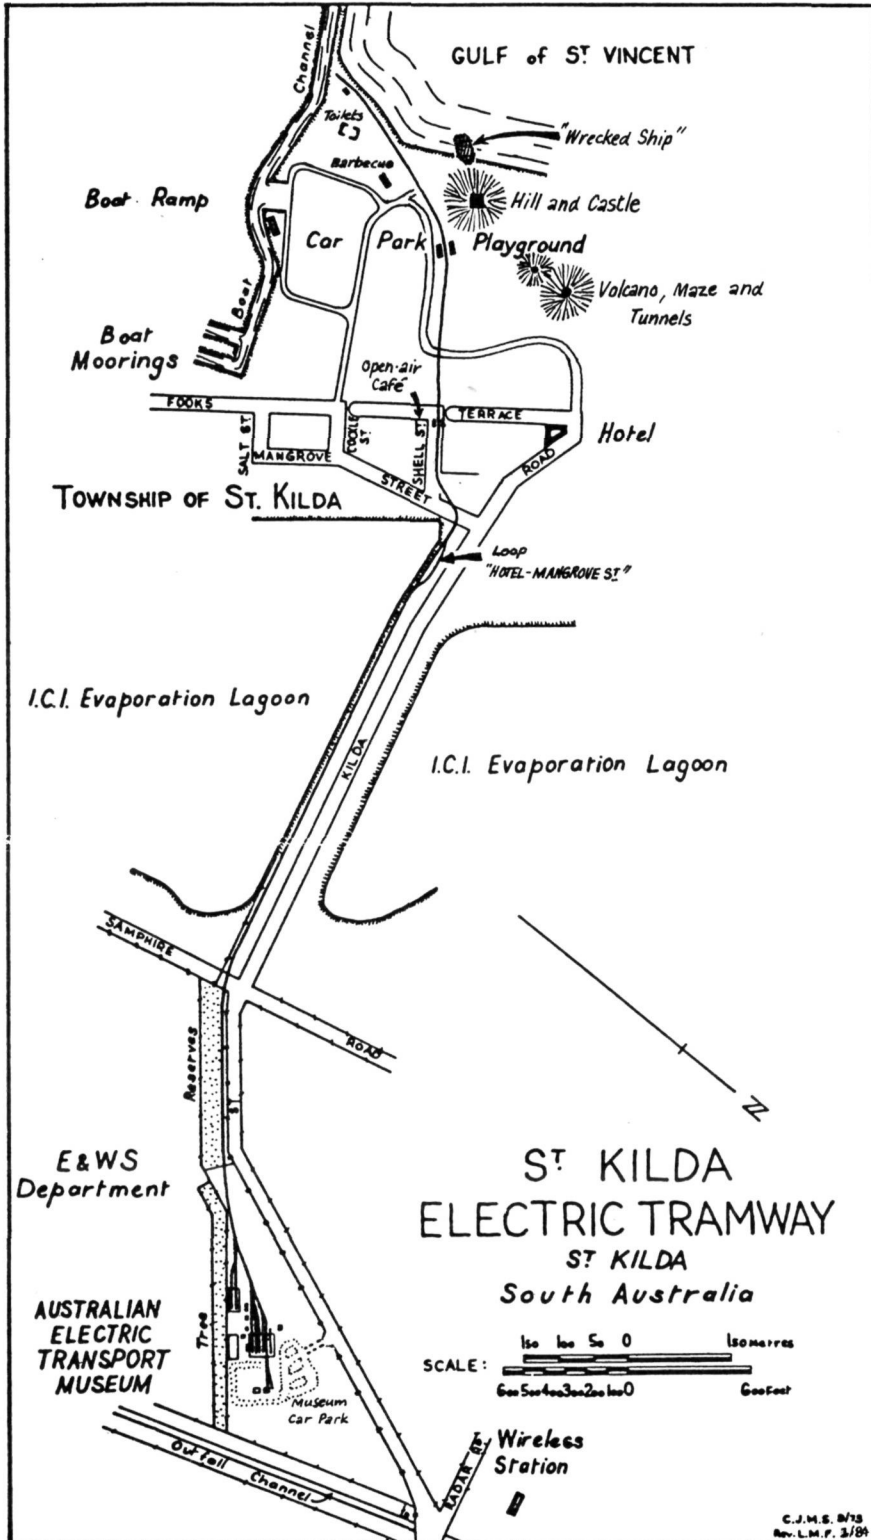 Channel
GULF of ST VINCENT
Toilets
"Wrecked Ship"
Barbecue
Boat Ramp
Hill and Castle
Car Park
Playground
Volcano, Maze and
Tunnels
Boat
Boat
Moorings
Open-air
Café
FOOKS
TERRACE
Hotel
SALT ST.
COCKLE ST.
SHELL ST.
MANGROVE
STREET
ROAD
TOWNSHIP OF ST. KILDA
Loop
"HOTEL-MANGROVE ST"
I.C.I. Evaporation Lagoon
KILDA
I.C.I. Evaporation Lagoon
SAMPHIRE
ROAD
Reserves
N
E & WS
Department
ST KILDA
ELECTRIC TRAMWAY
ST KILDA
South Australia
AUSTRALIAN
ELECTRIC
TRANSPORT
MUSEUM
Tree
Museum
Car Park
SCALE:
150 100 50 0 150 METRES
600 500 400 300 200 100 0 600 Feet
Outfall Channel
RADAR RD.
Wireless
Station
C.J.M.S. 8/73
Rev. L.M.F. 3/84